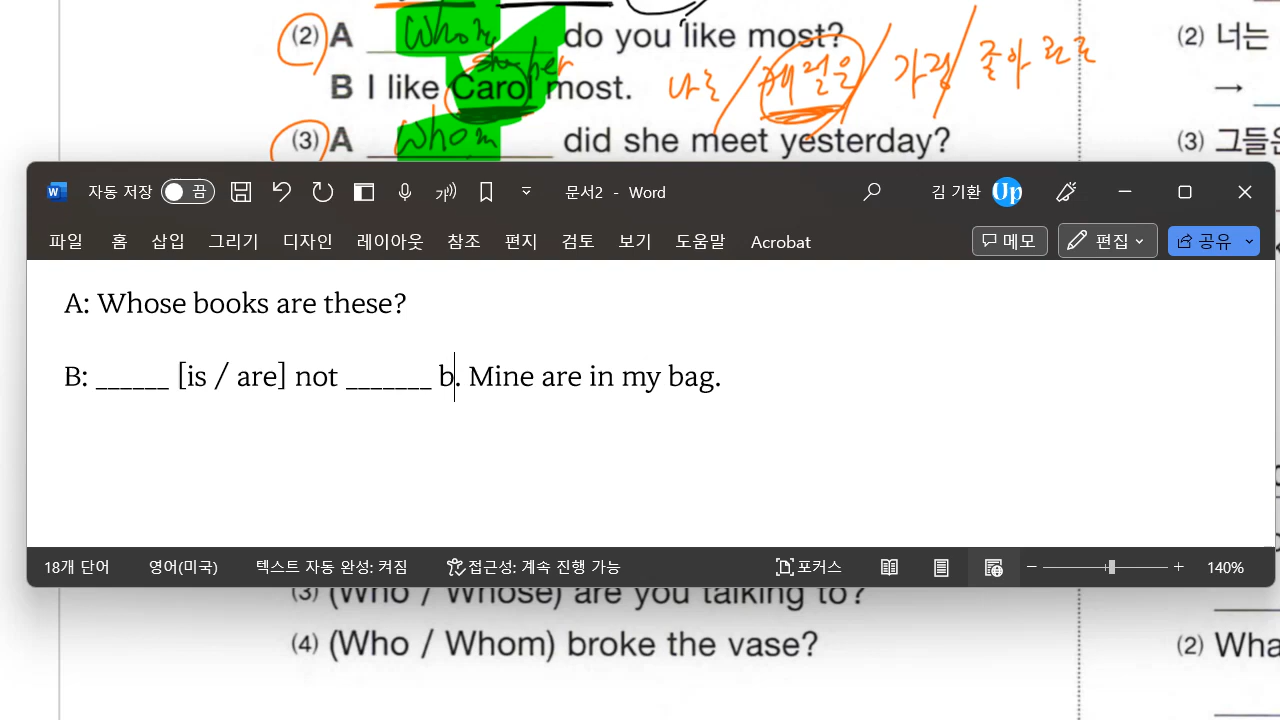 (2) A whom do you like most?
she her
B I like Carol most. 나는 / 캐럴을 / 가장 / 좋아
(3) A whom did she meet yesterday?
(2) 너는
→
(3) 그들은
자동 저장 끔 가)) 문서2 - Word 김 기환 Up
파일 홈 삽입 그리기 디자인 레이아웃 참조 편지 검토 보기 도움말 Acrobat 메모 편집 공유
A: Whose books are these?
B: ______ [is / are] not _______ b. Mine are in my bag.
18개 단어 영어(미국) 텍스트 자동 완성: 켜짐 접근성: 계속 진행 가능 포커스 140%
(3) (Who / Whose) are you talking to?
(4) (Who / Whom) broke the vase?
(2) Wha